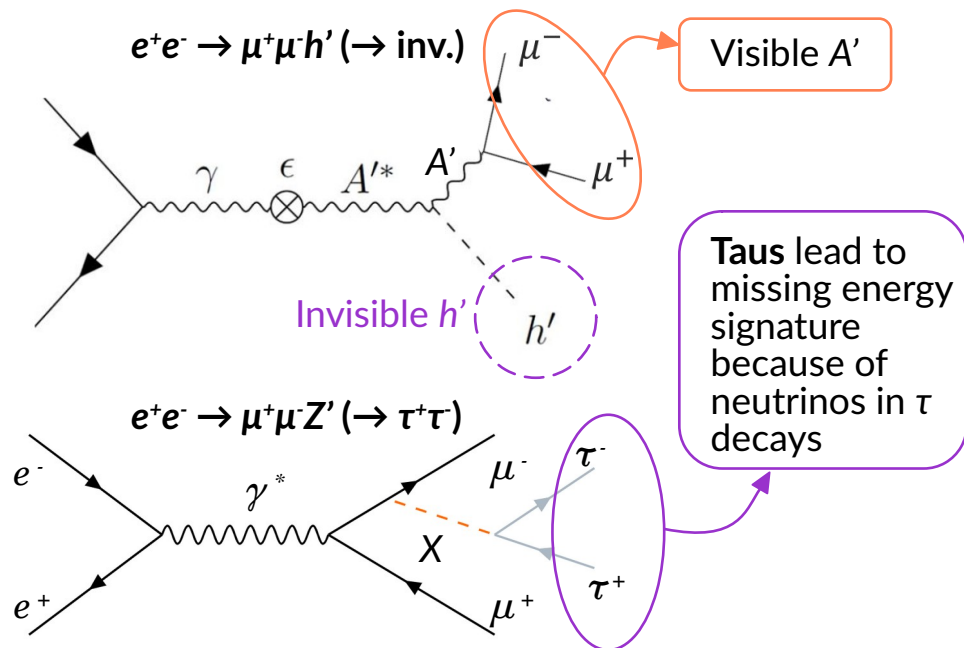 e⁺e⁻ → μ⁺μ⁻h’ (→ inv.)
Visible A’
μ⁻
A’
μ⁺
γ
ϵ
A′*
Invisible h’
h′
Taus lead to
missing energy
signature
because of
neutrinos in τ
decays
e⁺e⁻ → μ⁺μ⁻Z’ (→ τ⁺τ⁻)
e⁻
γ*
μ⁻
τ⁻
X
e⁺
μ⁺
τ⁺